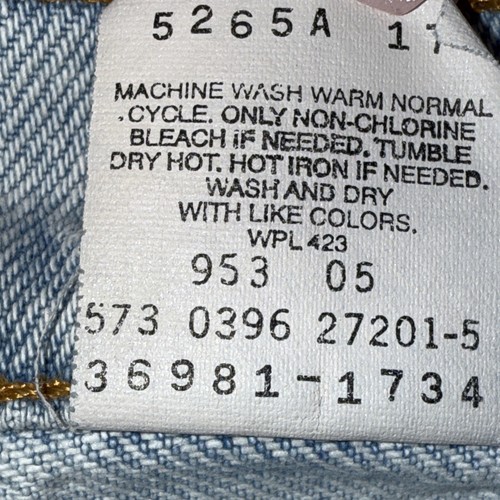 5265A 11
MACHINE WASH WARM NORMAL
.CYCLE. ONLY NON-CHLORINE
BLEACH IF NEEDED. TUMBLE
DRY HOT. HOT IRON IF NEEDED.
WASH AND DRY
WITH LIKE COLORS.
WPL 423
953 05
573 0396 27201-5
36981-1734